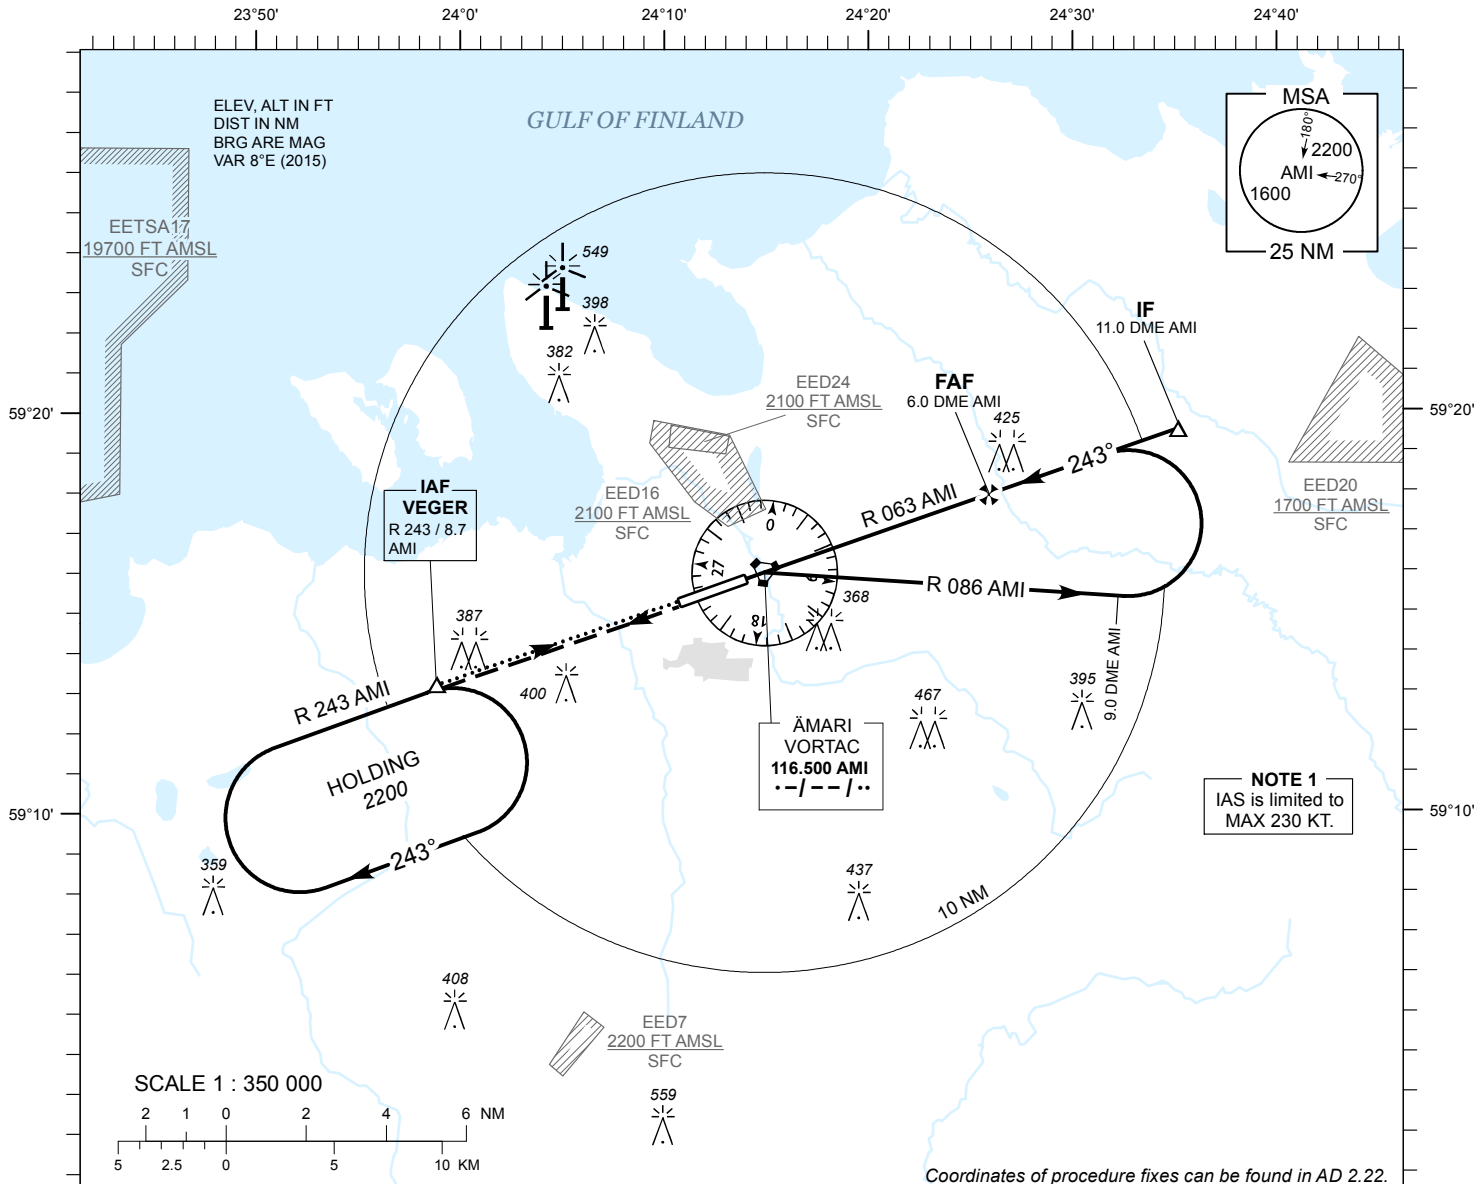 23°50'
24°0'
24°10'
24°20'
24°30'
24°40'
ELEV, ALT IN FT
DIST IN NM
BRG ARE MAG
VAR 8°E (2015)
GULF OF FINLAND
MSA
180°
2200
AMI
270°
1600
25 NM
EETSA17
19700 FT AMSL
SFC
549
398
382
IF
11.0 DME AMI
EED24
2100 FT AMSL
SFC
FAF
6.0 DME AMI
425
59°20'
59°20'
243°
IAF
VEGER
R 243 / 8.7
AMI
EED16
2100 FT AMSL
SFC
R 063 AMI
EED20
1700 FT AMSL
SFC
0
27
9
18
R 086 AMI
368
387
400
R 243 AMI
9.0 DME AMI
395
467
ÄMARI
VORTAC
116.500 AMI
HOLDING
2200
NOTE 1
IAS is limited to
MAX 230 KT.
59°10'
59°10'
243°
359
437
10 NM
408
EED7
2200 FT AMSL
SFC
559
SCALE 1 : 350 000
2 1 0 2 4 6 NM
5 2.5 0 5 10 KM
Coordinates of procedure fixes can be found in AD 2.22.